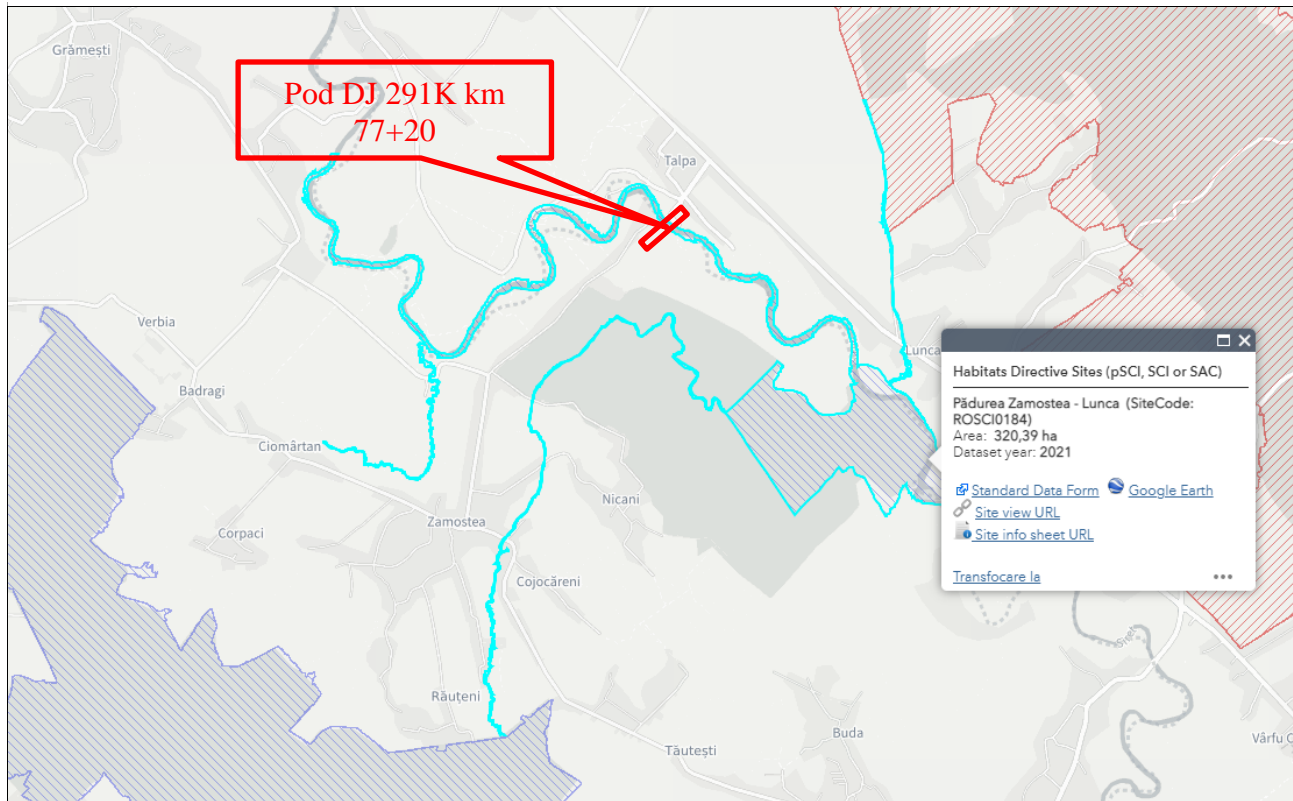 Grămești
Pod DJ 291K km
77+20
Talpa
Verbia
Badragi
Lunca
Ciomârtan
Nicani
Zamostea
Corpaci
Cojocăreni
Răuțeni
Buda
Tăutești
Siret
Vârfu C
Habitats Directive Sites (pSCI, SCI or SAC)
Pădurea Zamostea - Lunca (SiteCode:
ROSCI0184)
Area: 320,39 ha
Dataset year: 2021
Standard Data Form Google Earth
Site view URL
Site info sheet URL
Transfocare la